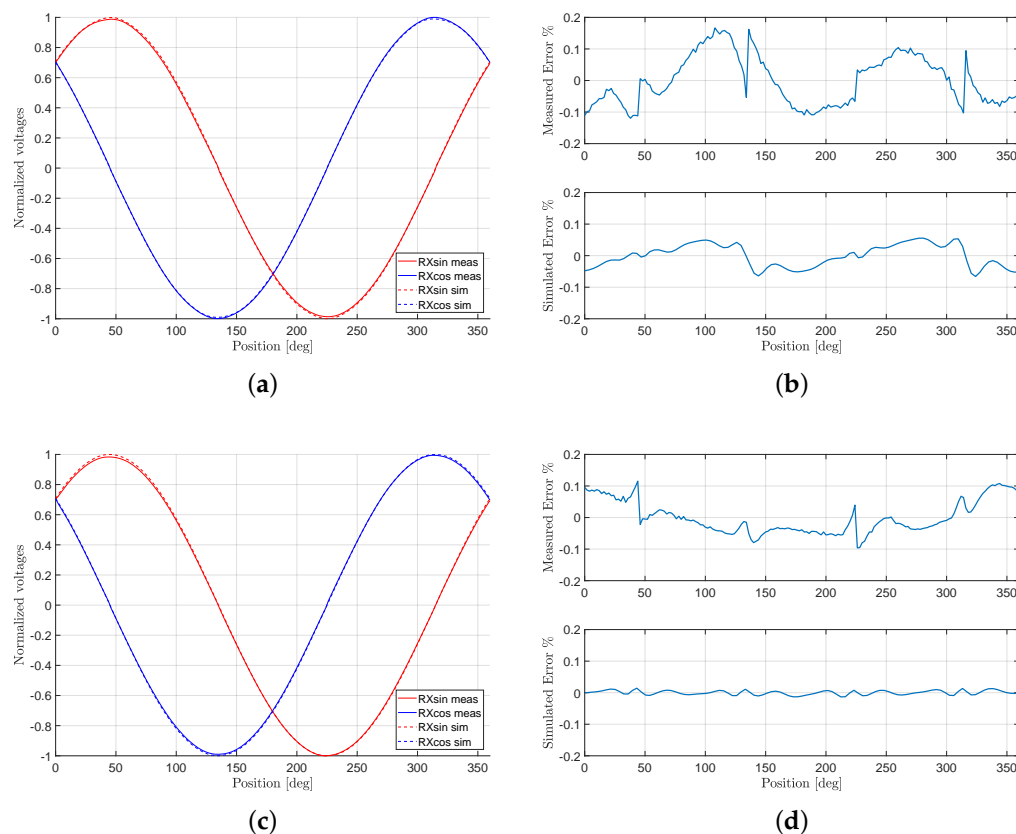 Normalized voltages
1
0.8
0.6
0.4
0.2
0
-0.2
-0.4
-0.6
-0.8
-1
RXsin meas
RXcos meas
RXsin sim
RXcos sim
0 50 100 150 200 250 300 350
Position [deg]
(a)
Measured Error %
0.2
0.1
0
-0.1
-0.2
0 50 100 150 200 250 300 350
Simulated Error %
0.2
0.1
0
-0.1
-0.2
0 50 100 150 200 250 300 350
Position [deg]
(b)
Normalized voltages
1
0.8
0.6
0.4
0.2
0
-0.2
-0.4
-0.6
-0.8
-1
RXsin meas
RXcos meas
RXsin sim
RXcos sim
0 50 100 150 200 250 300 350
Position [deg]
(c)
Measured Error %
0.2
0.1
0
-0.1
-0.2
0 50 100 150 200 250 300 350
Simulated Error %
0.2
0.1
0
-0.1
-0.2
0 50 100 150 200 250 300 350
Position [deg]
(d)